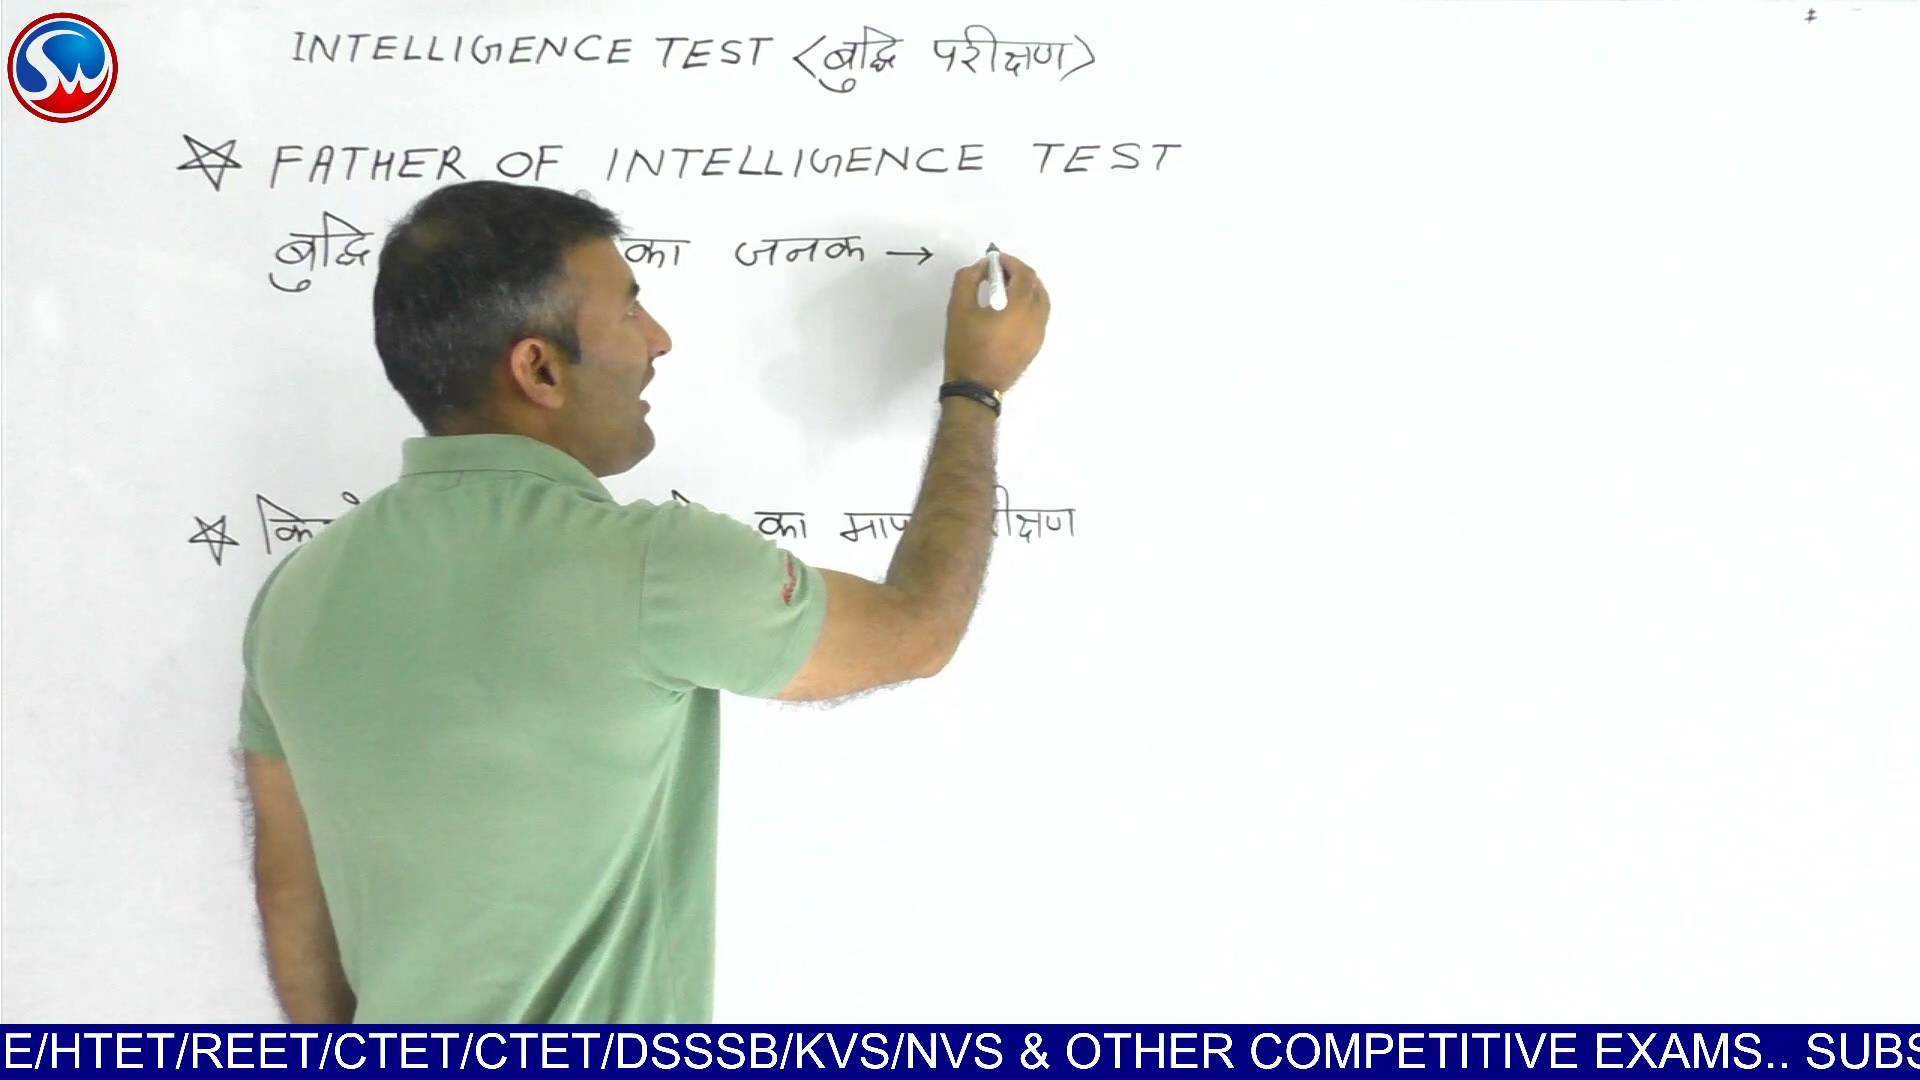 SW
INTELLIGENCE TEST (बुद्धि परीक्षण)
FATHER OF INTELLIGENCE TEST
बुद्धि का जनक →
का
E/HTET/REET/CTET/CTET/DSSSB/KVS/NVS & OTHER COMPETITIVE EXAMS.. SUBS